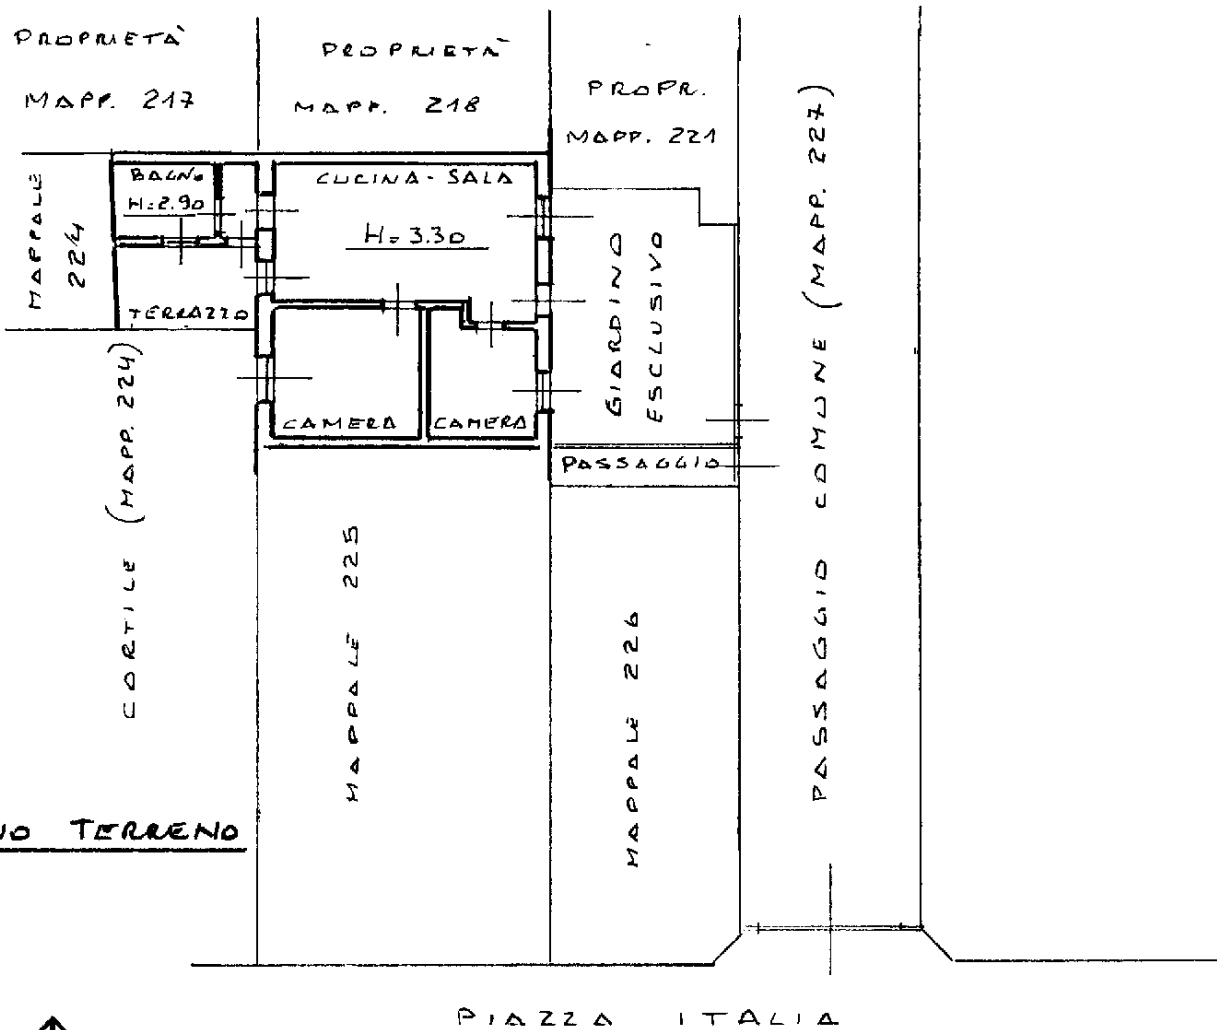 PROPRIETÀ
MAPP. 217
PROPRIETÀ
MAPP. 218
PROPR.
MAPP. 221
MAPPALE
224
BAGNO
H=2.90
CUCINA-SALA
H=3.30
TERRAZZO
CAMERA
CAMERA
GIARDINO
ESCLUSIVO
PASSAGGIO
CORTILE (MAPP. 224)
MAPPALE 225
MAPPALE 226
PASSAGGIO COMUNE (MAPP. 227)
NO TERRENO
PIAZZA ITALIA